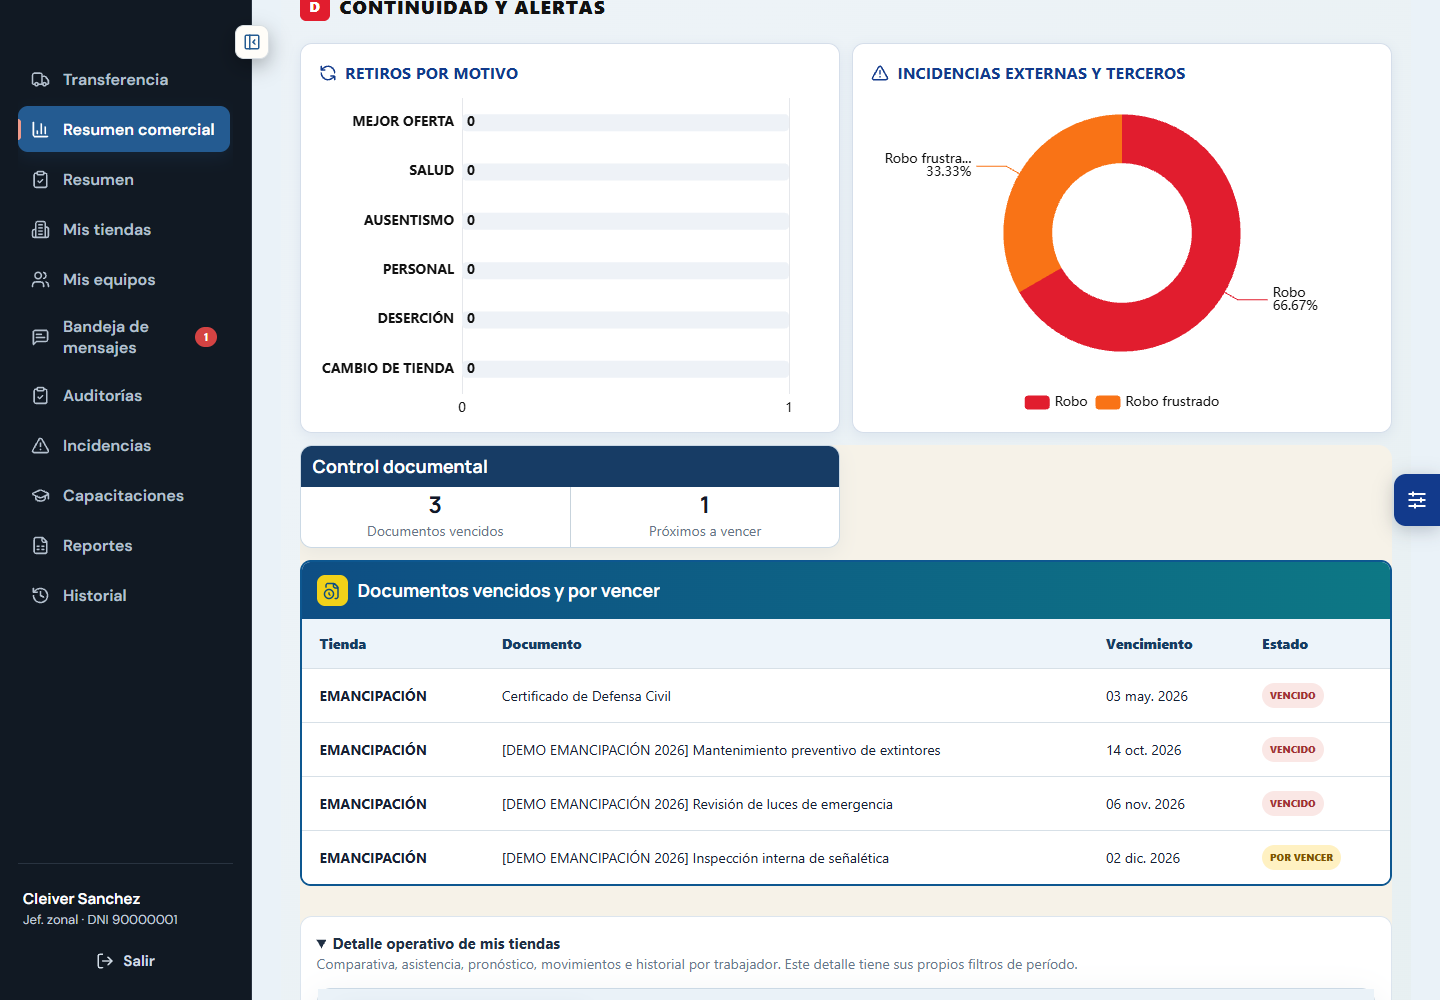 Transferencia
Resumen comercial
Resumen
Mis tiendas
Mis equipos
Bandeja de
mensajes
1
Auditorías
Incidencias
Capacitaciones
Reportes
Historial
Cleiver Sanchez
Jef. zonal · DNI 90000001
Salir
D CONTINUIDAD Y ALERTAS
RETIROS POR MOTIVO
MEJOR OFERTA 0
SALUD 0
AUSENTISMO 0
PERSONAL 0
DESERCIÓN 0
CAMBIO DE TIENDA 0
0 1
INCIDENCIAS EXTERNAS Y TERCEROS
Robo frustra...
33.33%
Robo
66.67%
Robo Robo frustrado
Control documental
3 1
Documentos vencidos Próximos a vencer
Documentos vencidos y por vencer
Tienda Documento Vencimiento Estado
EMANCIPACIÓN Certificado de Defensa Civil 03 may. 2026 VENCIDO
EMANCIPACIÓN [DEMO EMANCIPACIÓN 2026] Mantenimiento preventivo de extintores 14 oct. 2026 VENCIDO
EMANCIPACIÓN [DEMO EMANCIPACIÓN 2026] Revisión de luces de emergencia 06 nov. 2026 VENCIDO
EMANCIPACIÓN [DEMO EMANCIPACIÓN 2026] Inspección interna de señalética 02 dic. 2026 POR VENCER
▼ Detalle operativo de mis tiendas
Comparativa, asistencia, pronóstico, movimientos e historial por trabajador. Este detalle tiene sus propios filtros de período.